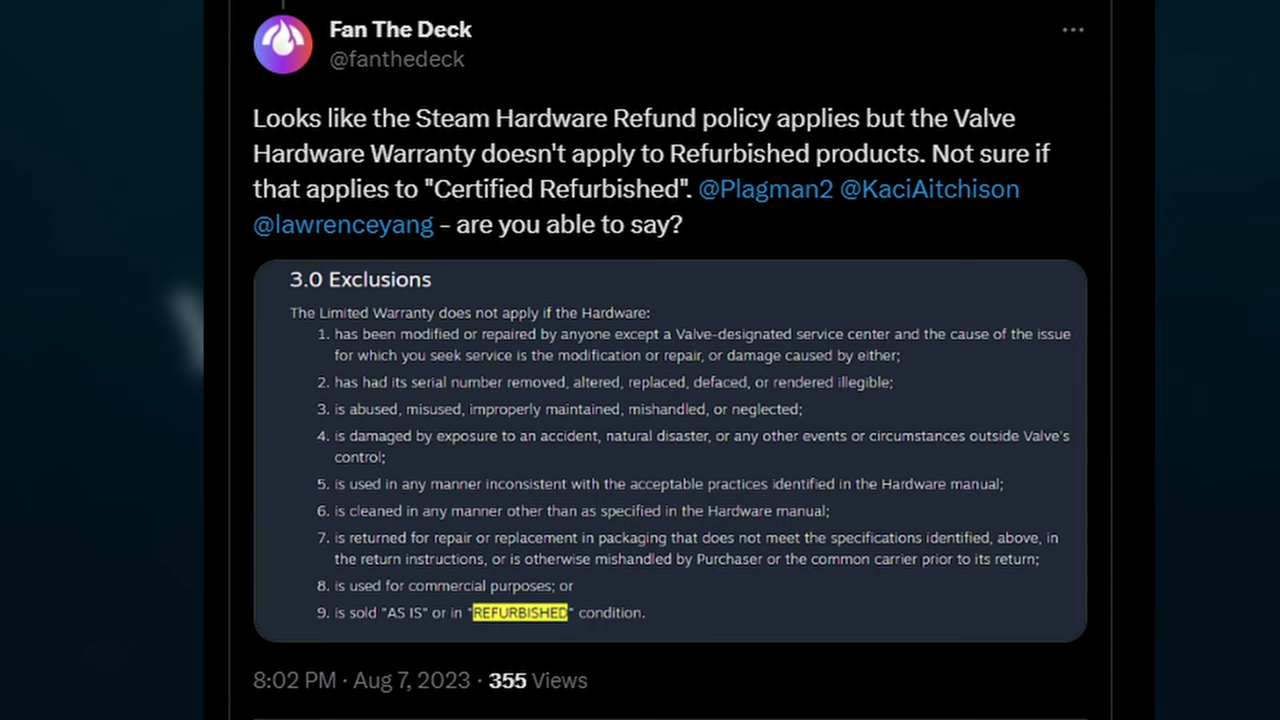 Fan The Deck
@fanthedeck
Looks like the Steam Hardware Refund policy applies but the Valve
Hardware Warranty doesn't apply to Refurbished products. Not sure if
that applies to "Certified Refurbished". @Plagman2 @KaciAitchison
@lawrenceyang - are you able to say?
3.0 Exclusions
The Limited Warranty does not apply if the Hardware:
1. has been modified or repaired by anyone except a Valve-designated service center and the cause of the issue
for which you seek service is the modification or repair, or damage caused by either;
2. has had its serial number removed, altered, replaced, defaced, or rendered illegible;
3. is abused, misused, improperly maintained, mishandled, or neglected;
4. is damaged by exposure to an accident, natural disaster, or any other events or circumstances outside Valve's
control;
5. is used in any manner inconsistent with the acceptable practices identified in the Hardware manual;
6. is cleaned in any manner other than as specified in the Hardware manual;
7. is returned for repair or replacement in packaging that does not meet the specifications identified, above, in
the return instructions, or is otherwise mishandled by Purchaser or the common carrier prior to its return;
8. is used for commercial purposes; or
9. is sold "AS IS" or in "REFURBISHED" condition.
8:02 PM · Aug 7, 2023 · 355 Views